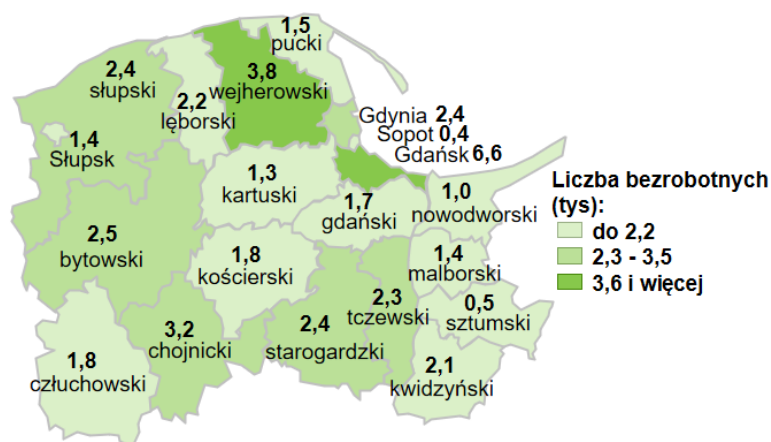 1,5
pucki
2,4
słupski
3,8
wejherowski
2,2
lęborski
Gdynia 2,4
Sopot 0,4
Gdańsk 6,6
1,4
Słupsk
1,3
kartuski
1,7
gdański
1,0
nowodworski
2,5
bytowski
1,8
kościerski
1,4
malborski
0,5
sztumski
2,3
tczewski
3,2
chojnicki
2,4
starogardzki
1,8
człuchowski
2,1
kwidzyński
Liczba bezrobotnych
(tys):
do 2,2
2,3 - 3,5
3,6 i więcej